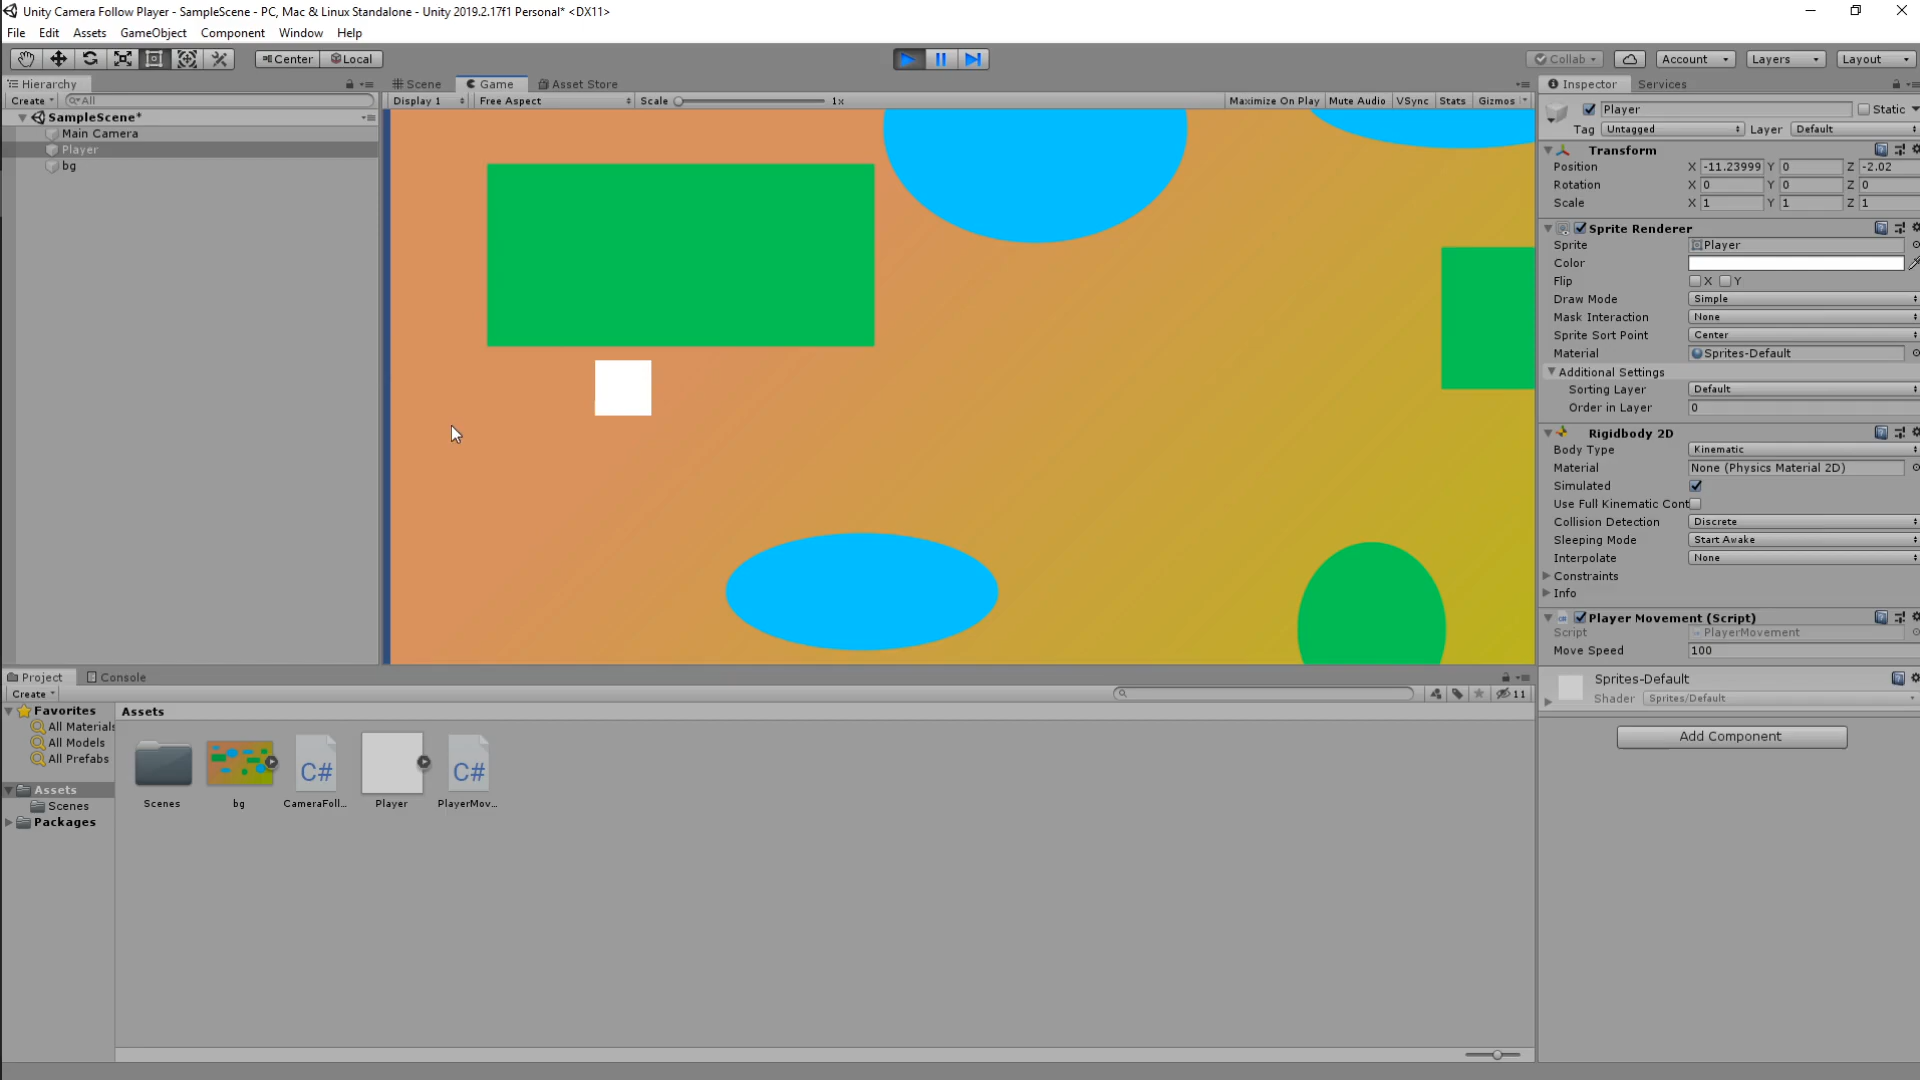 Unity Camera Follow Player - SampleScene - PC, Mac & Linux Standalone - Unity 2019.2.17f1 Personal* <DX11>
File Edit Assets GameObject Component Window Help
Center Local Collab Account Layers Layout
Hierarchy
Create All
SampleScene*
Main Camera
Player
bg
Scene Game Asset Store
Display 1 Free Aspect Scale 1x Maximize On Play Mute Audio VSync Stats Gizmos
Inspector Services
Player Static
Tag Untagged Layer Default
Transform
Position X -11.23999 Y 0 Z -2.02
Rotation X 0 Y 0 Z 0
Scale X 1 Y 1 Z 1
Sprite Renderer
Sprite Player
Color
Flip X Y
Draw Mode Simple
Mask Interaction None
Sprite Sort Point Center
Material Sprites-Default
Additional Settings
Sorting Layer Default
Order in Layer 0
Rigidbody 2D
Body Type Kinematic
Material None (Physics Material 2D)
Simulated
Use Full Kinematic Cont
Collision Detection Discrete
Sleeping Mode Start Awake
Interpolate None
Constraints
Info
Player Movement (Script)
Script PlayerMovement
Move Speed 100
Sprites-Default
Shader Sprites/Default
Add Component
Project Console
Create 11
Favorites
All Materials
All Models
All Prefabs
Assets
Scenes
Packages
Assets
C# C#
Scenes bg CameraFoll... Player PlayerMov...